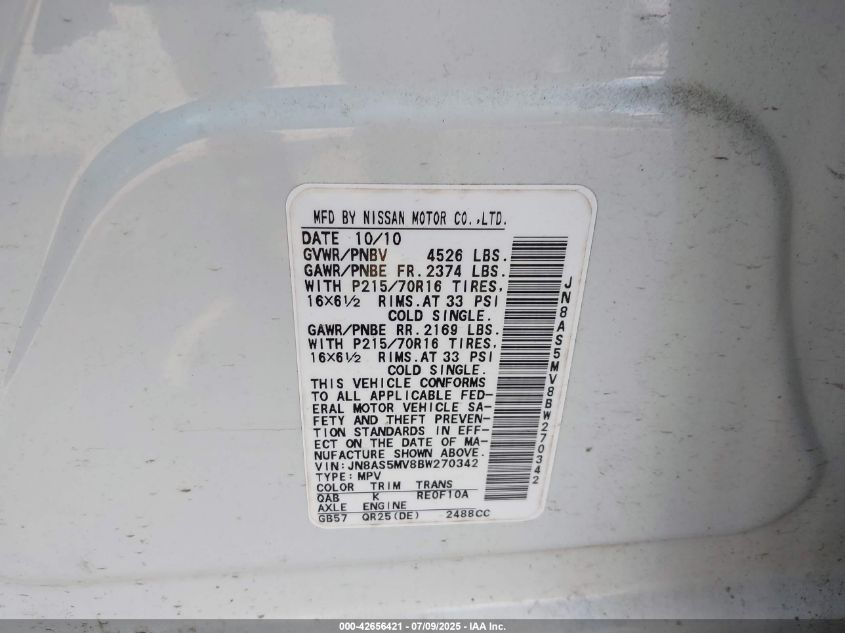 MFD BY NISSAN MOTOR CO.,LTD.
DATE 10/10
GVWR/PNBV 4526 LBS.
GAWR/PNBE FR. 2374 LBS.
WITH P215/70R16 TIRES,
16×6½ RIMS. AT 33 PSI
COLD SINGLE.
GAWR/PNBE RR. 2169 LBS.
WITH P215/70R16 TIRES,
16×6½ RIMS. AT 33 PSI
COLD SINGLE.
THIS VEHICLE CONFORMS
TO ALL APPLICABLE FED-
ERAL MOTOR VEHICLE SA-
FETY AND THEFT PREVEN-
TION STANDARDS IN EFF-
ECT ON THE DATE OF MA-
NUFACTURE SHOWN ABOVE.
VIN: JN8AS5MV8BW270342
TYPE: MPV
COLOR TRIM TRANS
QAB K RE0F10A
AXLE ENGINE
GB57 QR25(DE) 2488CC
JN8AS5MV8BW270342
000-42656421 / 07/09/2025 - IAA Inc.